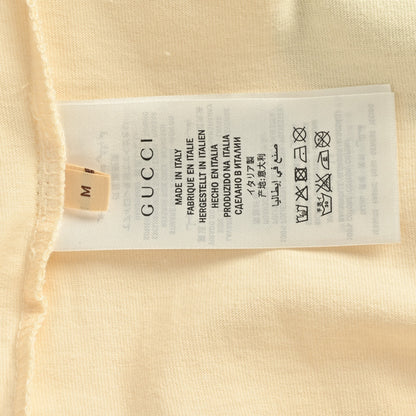 M
GUCCI
MADE IN ITALY
FABRIQUÉ EN ITALIE
HERGESTELLT IN ITALIEN
HECHO EN ITALIA
PRODUZIDO NA ITÁLIA
СДЕЛАНО В ИТАЛИИ
イタリア製
产地:意大利
صنع في إيطاليا